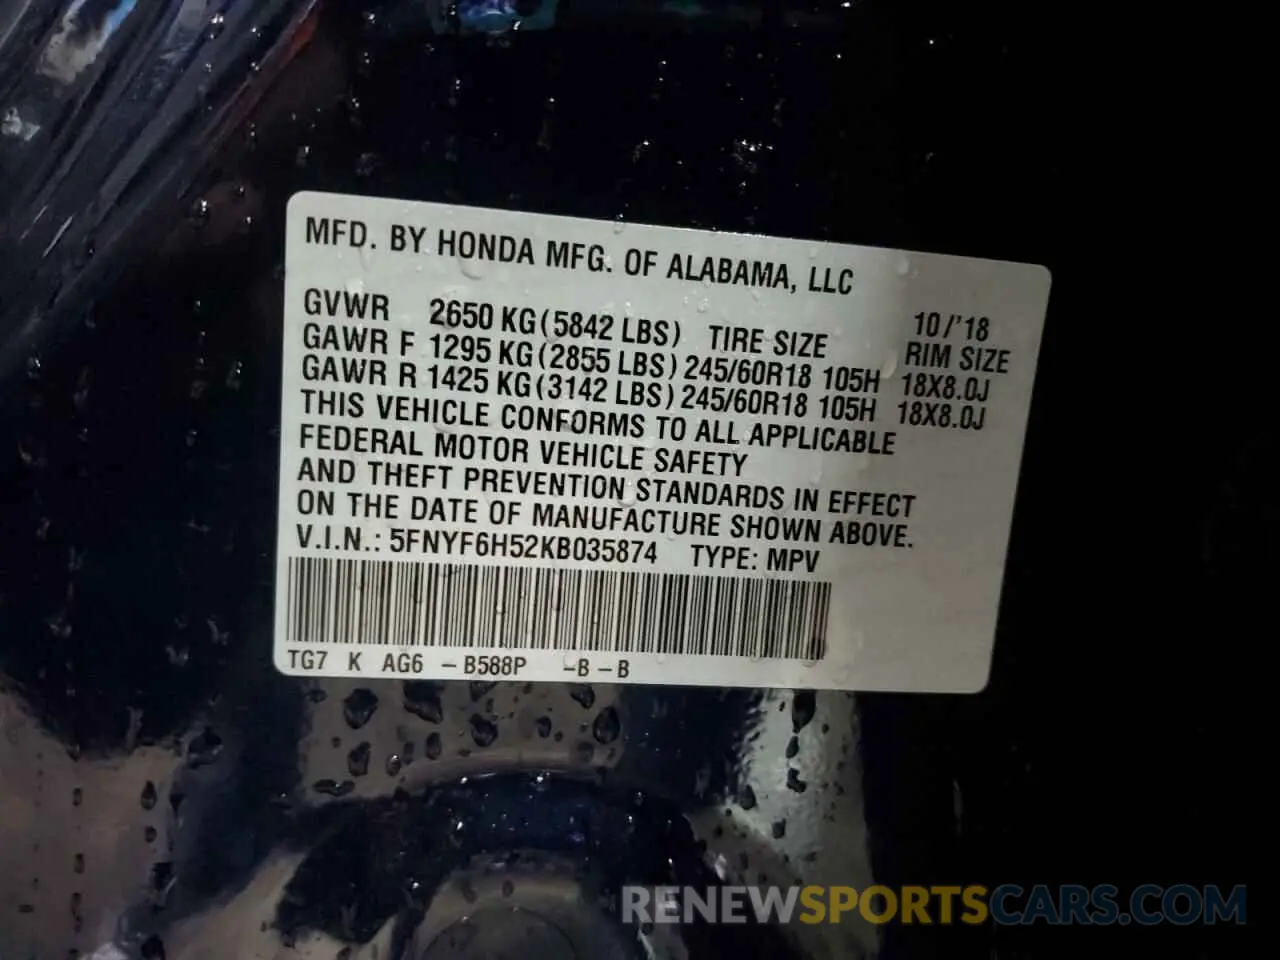 MFD. BY HONDA MFG. OF ALABAMA, LLC
10/'18
GVWR 2650 KG(5842 LBS) TIRE SIZE RIM SIZE
GAWR F 1295 KG(2855 LBS) 245/60R18 105H 18X8.0J
GAWR R 1425 KG(3142 LBS) 245/60R18 105H 18X8.0J
THIS VEHICLE CONFORMS TO ALL APPLICABLE
FEDERAL MOTOR VEHICLE SAFETY
AND THEFT PREVENTION STANDARDS IN EFFECT
ON THE DATE OF MANUFACTURE SHOWN ABOVE.
V.I.N.: 5FNYF6H52KB035874 TYPE: MPV
TG7 K AG6 -B588P -B-B
RENEWSPORTSCARS.COM